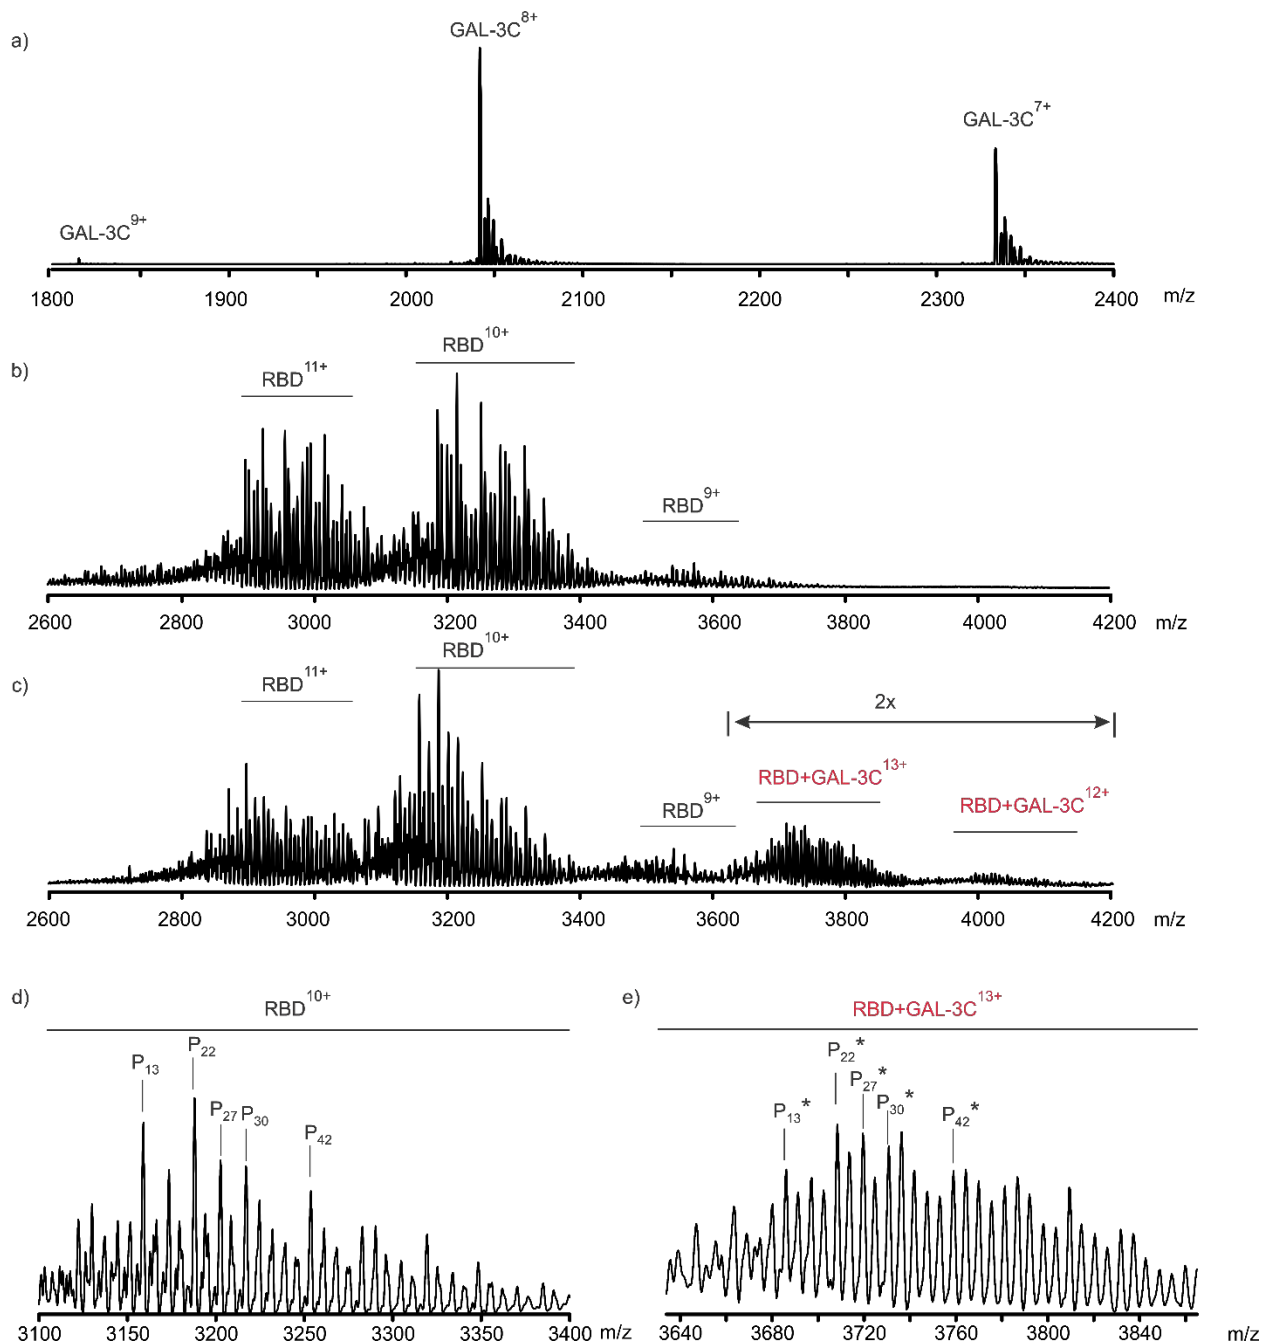 a)
GAL-3C8+
GAL-3C7+
GAL-3C9+
1800 1900 2000 2100 2200 2300 2400 m/z
b)
RBD10+
RBD11+
RBD9+
2600 2800 3000 3200 3400 3600 3800 4000 4200 m/z
c)
RBD10+
RBD11+
2x
RBD+GAL-3C13+
RBD9+
RBD+GAL-3C12+
2600 2800 3000 3200 3400 3600 3800 4000 4200 m/z
d)
RBD10+
P22
P13
P27 P30
P42
3100 3150 3200 3250 3300 3350 3400 m/z
e)
RBD+GAL-3C13+
P22*
P27*
P13* P30* P42*
3640 3680 3720 3760 3800 3840 m/z